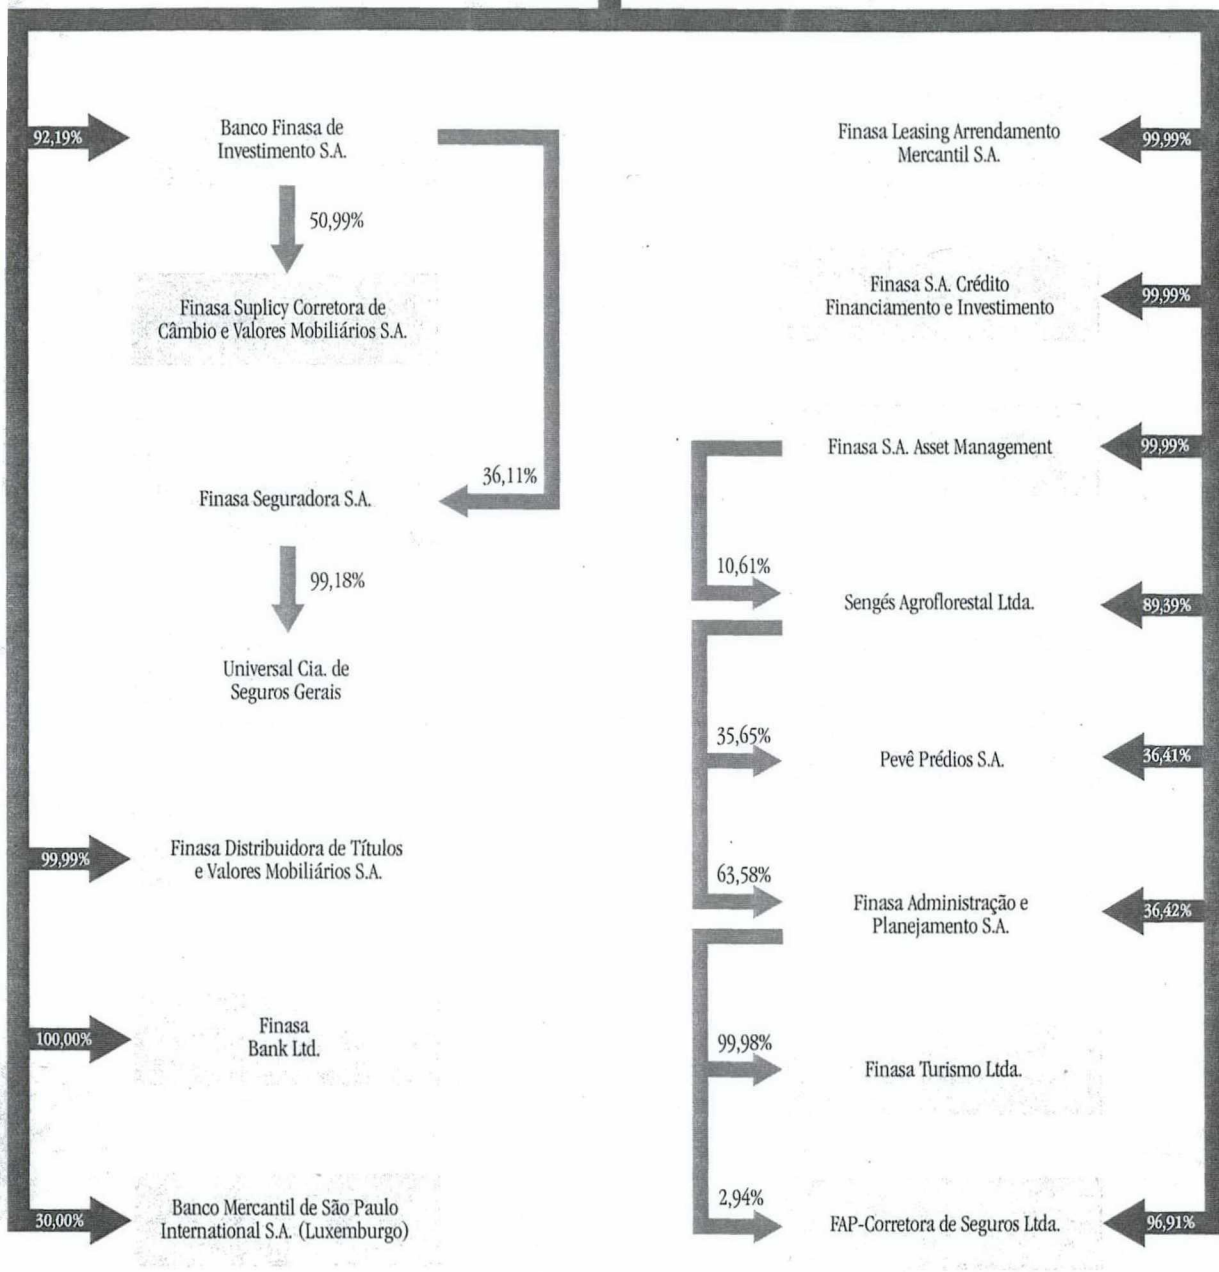 92,19%
Banco Finasa de
Investimento S.A.
50,99%
Finasa Suplicy Corretora de
Câmbio e Valores Mobiliários S.A.
36,11%
Finasa Seguradora S.A.
99,18%
Universal Cia. de
Seguros Gerais
99,99%
Finasa Distribuidora de Títulos
e Valores Mobiliários S.A.
100,00%
Finasa
Bank Ltd.
30,00%
Banco Mercantil de São Paulo
International S.A. (Luxemburgo)
Finasa Leasing Arrendamento
Mercantil S.A.
99,99%
Finasa S.A. Crédito
Financiamento e Investimento
99,99%
Finasa S.A. Asset Management
99,99%
10,61%
Sengés Agroflorestal Ltda.
89,39%
35,65%
Pevê Prédios S.A.
36,41%
63,58%
Finasa Administração e
Planejamento S.A.
36,42%
99,98%
Finasa Turismo Ltda.
2,94%
FAP-Corretora de Seguros Ltda.
96,91%